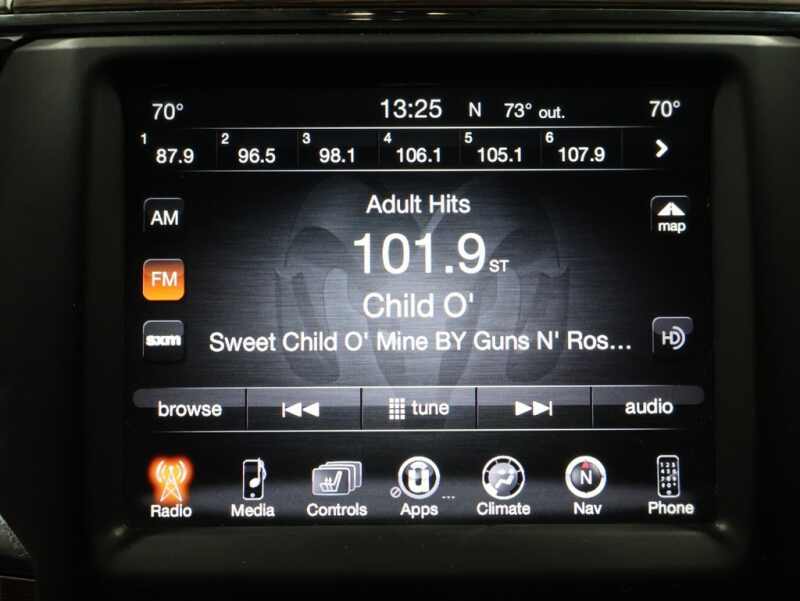 70° 13:25 N 73° out. 70°
1 87.9 2 96.5 3 98.1 4 106.1 5 105.1 6 107.9
Adult Hits
AM
map
101.9 ST
FM
Child O'
sxm
Sweet Child O' Mine BY Guns N' Ros...
HD
browse tune audio
N
Radio Media Controls Apps ... Climate Nav Phone